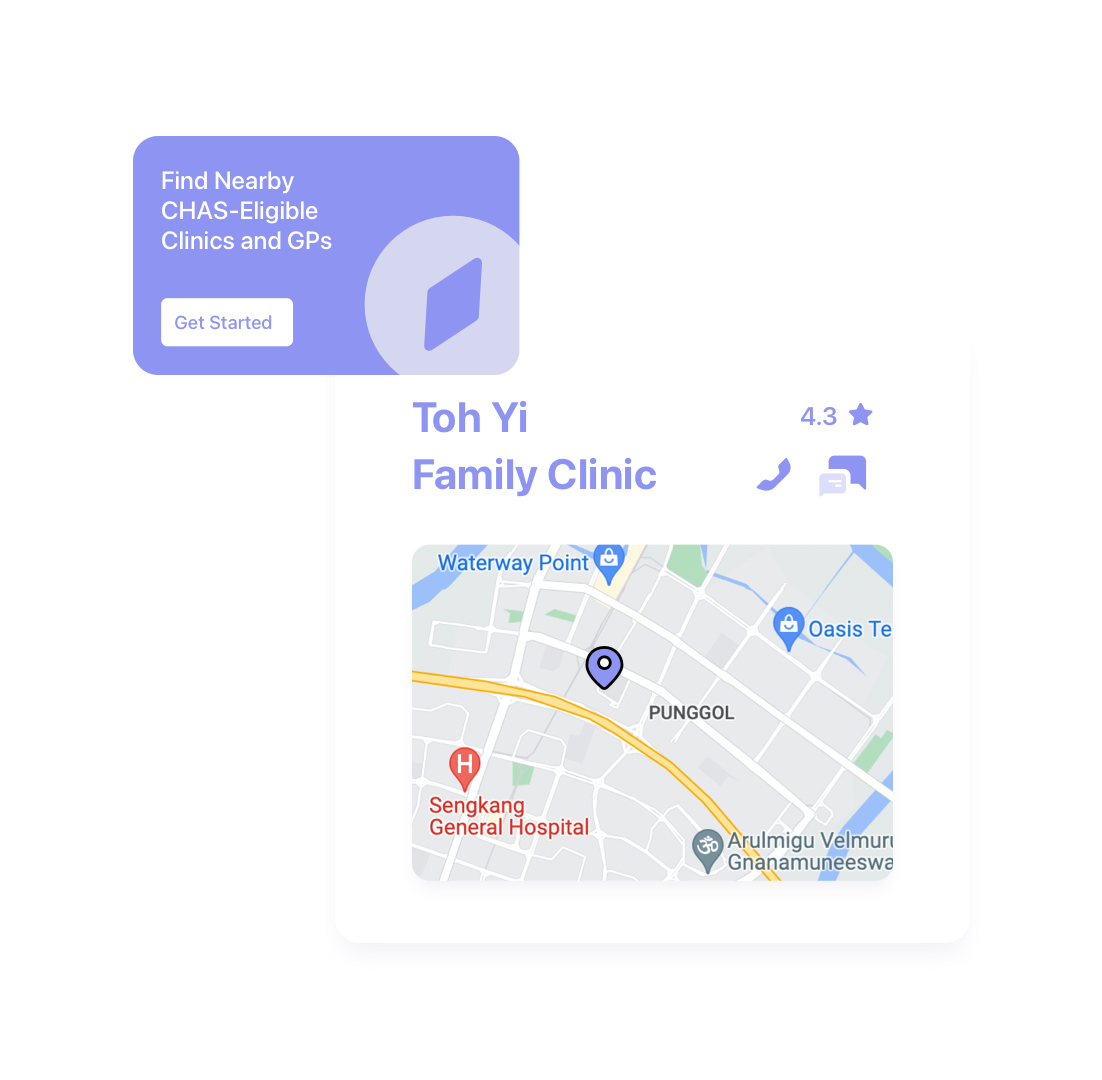 Find Nearby
CHAS-Eligible
Clinics and GPs
Get Started
Toh Yi
4.3
Family Clinic
Waterway Point
Oasis Te
PUNGGOL
H
Sengkang
General Hospital
ॐ
Arulmigu Velmuru
Gnanamuneeswa